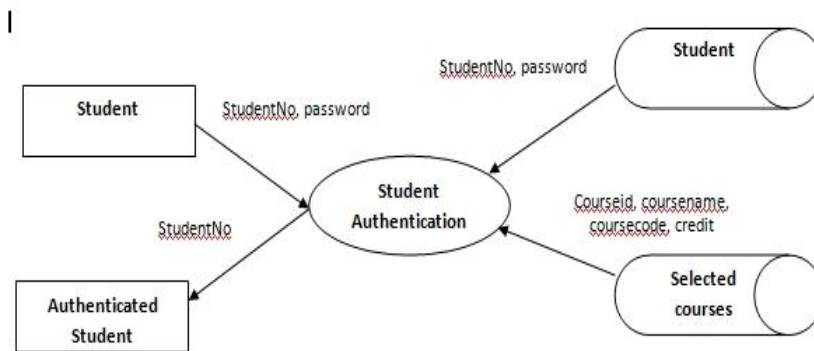 Student
StudentNo, password
Student
StudentNo, password
Student
Authentication
Courseid, coursename,
coursecode, credit
StudentNo
Selected
courses
Authenticated
Student